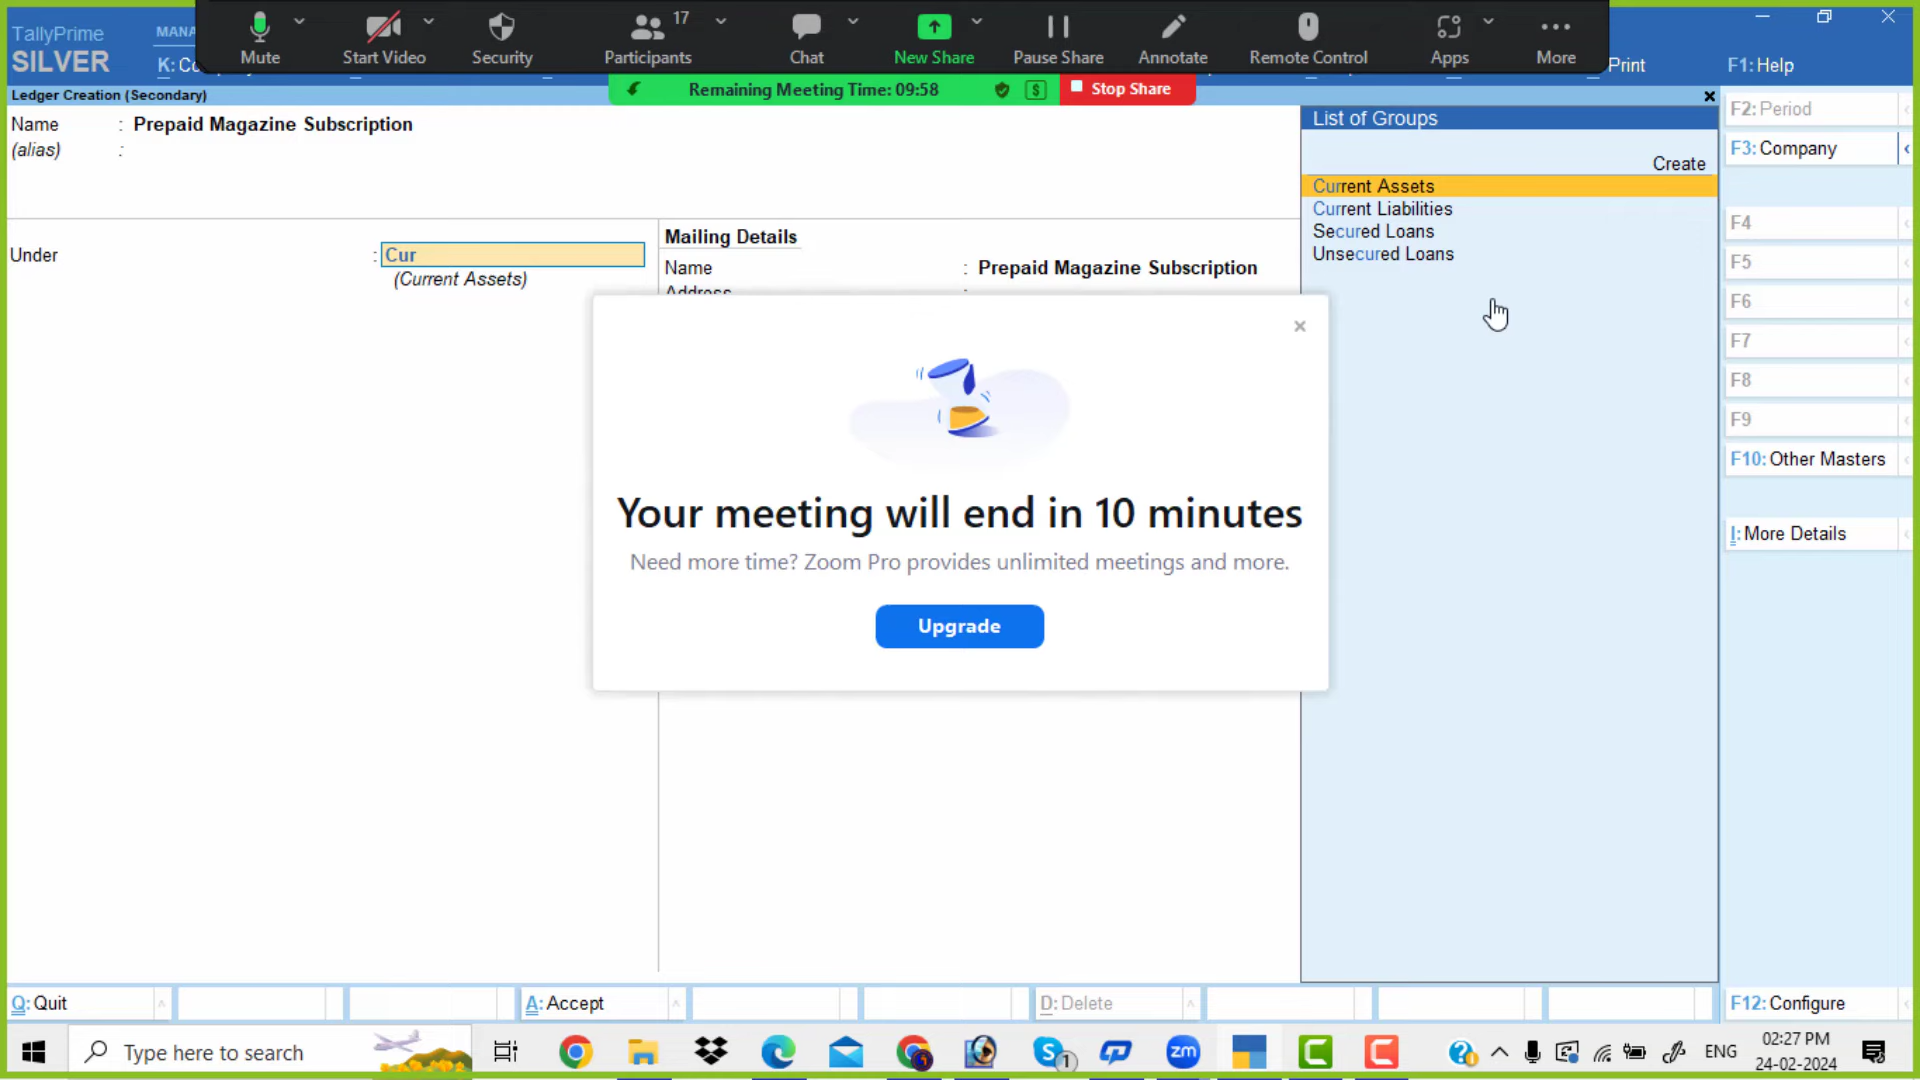 TallyPrime
SILVER
MANA
K: Co
Mute
Start Video
Security
Participants
17
Chat
New Share
Pause Share
Annotate
Remote Control
Apps
More
Print
F1: Help
Remaining Meeting Time: 09:58
$
Stop Share
Ledger Creation (Secondary)
Name : Prepaid Magazine Subscription
(alias) :
Under : Cur
(Current Assets)
Mailing Details
Name : Prepaid Magazine Subscription
Address :
List of Groups
Create
Current Assets
Current Liabilities
Secured Loans
Unsecured Loans
F2: Period
F3: Company
F4
F5
F6
F7
F8
F9
F10: Other Masters
I: More Details
F12: Configure
Your meeting will end in 10 minutes
Need more time? Zoom Pro provides unlimited meetings and more.
Upgrade
Q: Quit
A: Accept
D: Delete
Type here to search
zm
1
ENG
02:27 PM
24-02-2024